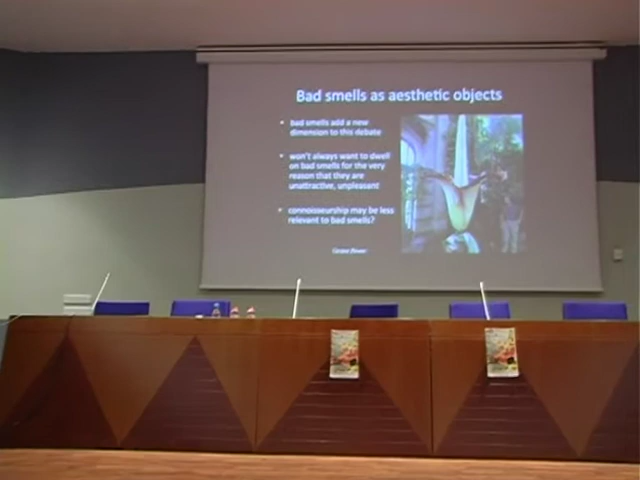 Bad smells as aesthetic objects
• bad smells add a new
dimension to this debate
• won't always want to dwell
on bad smells for the very
reason that they are
unattractive, unpleasant
• connoisseurship may be less
relevant to bad smells?